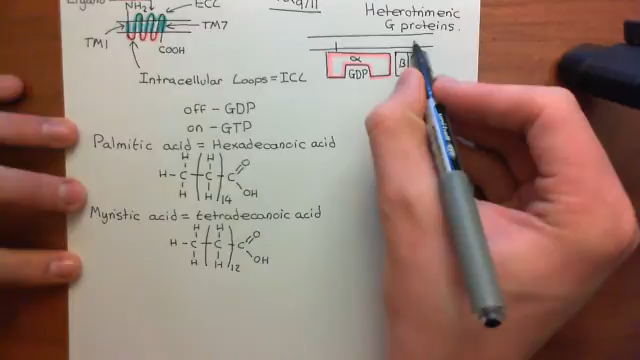 NH₂
ECL
Heterotrimeric
G proteins.
TM7
TM1
COOH
α
GDP
β
Intracellular Loops = ICL
off - GDP
on - GTP
Palmitic acid = Hexadecanoic acid
H H O
H - C ( C ) C
H H 14 OH
Myristic acid = tetradecanoic acid
H H O
H - C ( C ) C
H H 12 OH